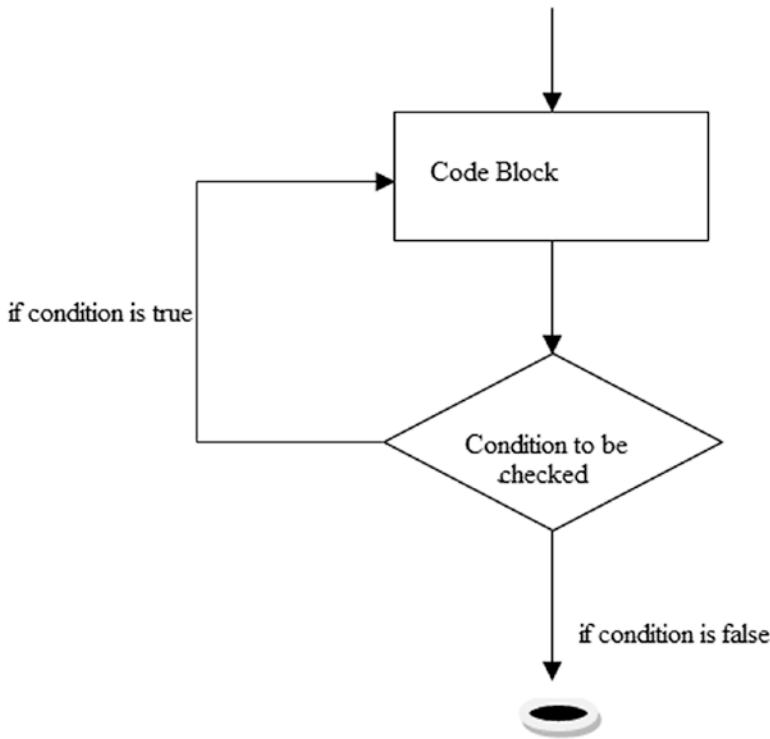 Code Block
if condition is true
Condition to be
checked
if condition is false